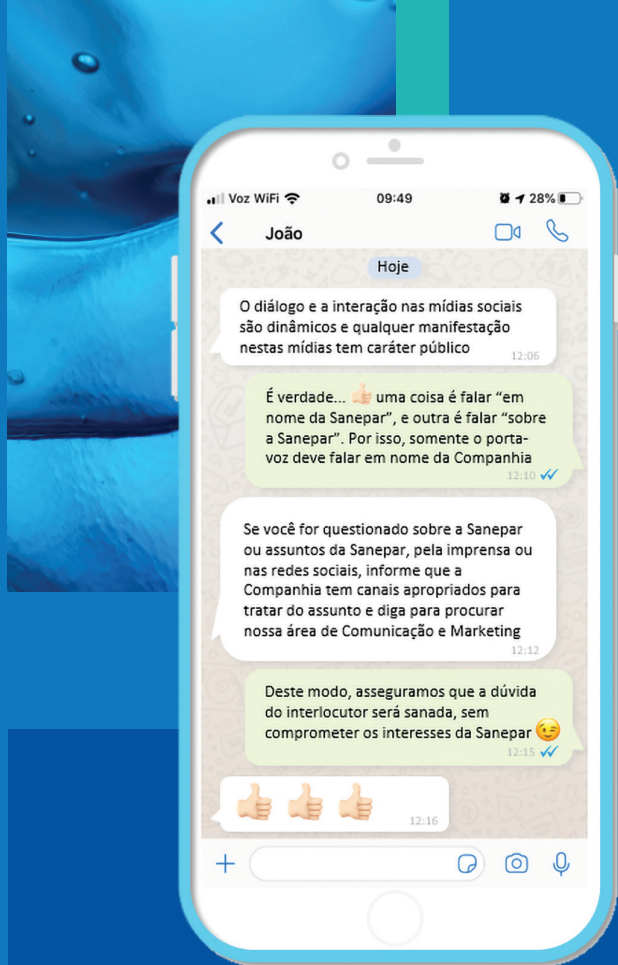 Voz WiFi 09:49 28%
João
Hoje
O diálogo e a interação nas mídias sociais
são dinâmicos e qualquer manifestação
nestas mídias tem caráter público
12:06
É verdade... 👍🏻 uma coisa é falar “em
nome da Sanepar”, e outra é falar “sobre
a Sanepar”. Por isso, somente o porta-
voz deve falar em nome da Companhia
12:10
Se você for questionado sobre a Sanepar
ou assuntos da Sanepar, pela imprensa ou
nas redes sociais, informe que a
Companhia tem canais apropriados para
tratar do assunto e diga para procurar
nossa área de Comunicação e Marketing
12:12
Deste modo, asseguramos que a dúvida
do interlocutor será sanada, sem
comprometer os interesses da Sanepar 😉
12:15
👍🏻 👍🏻 👍🏻
12:16